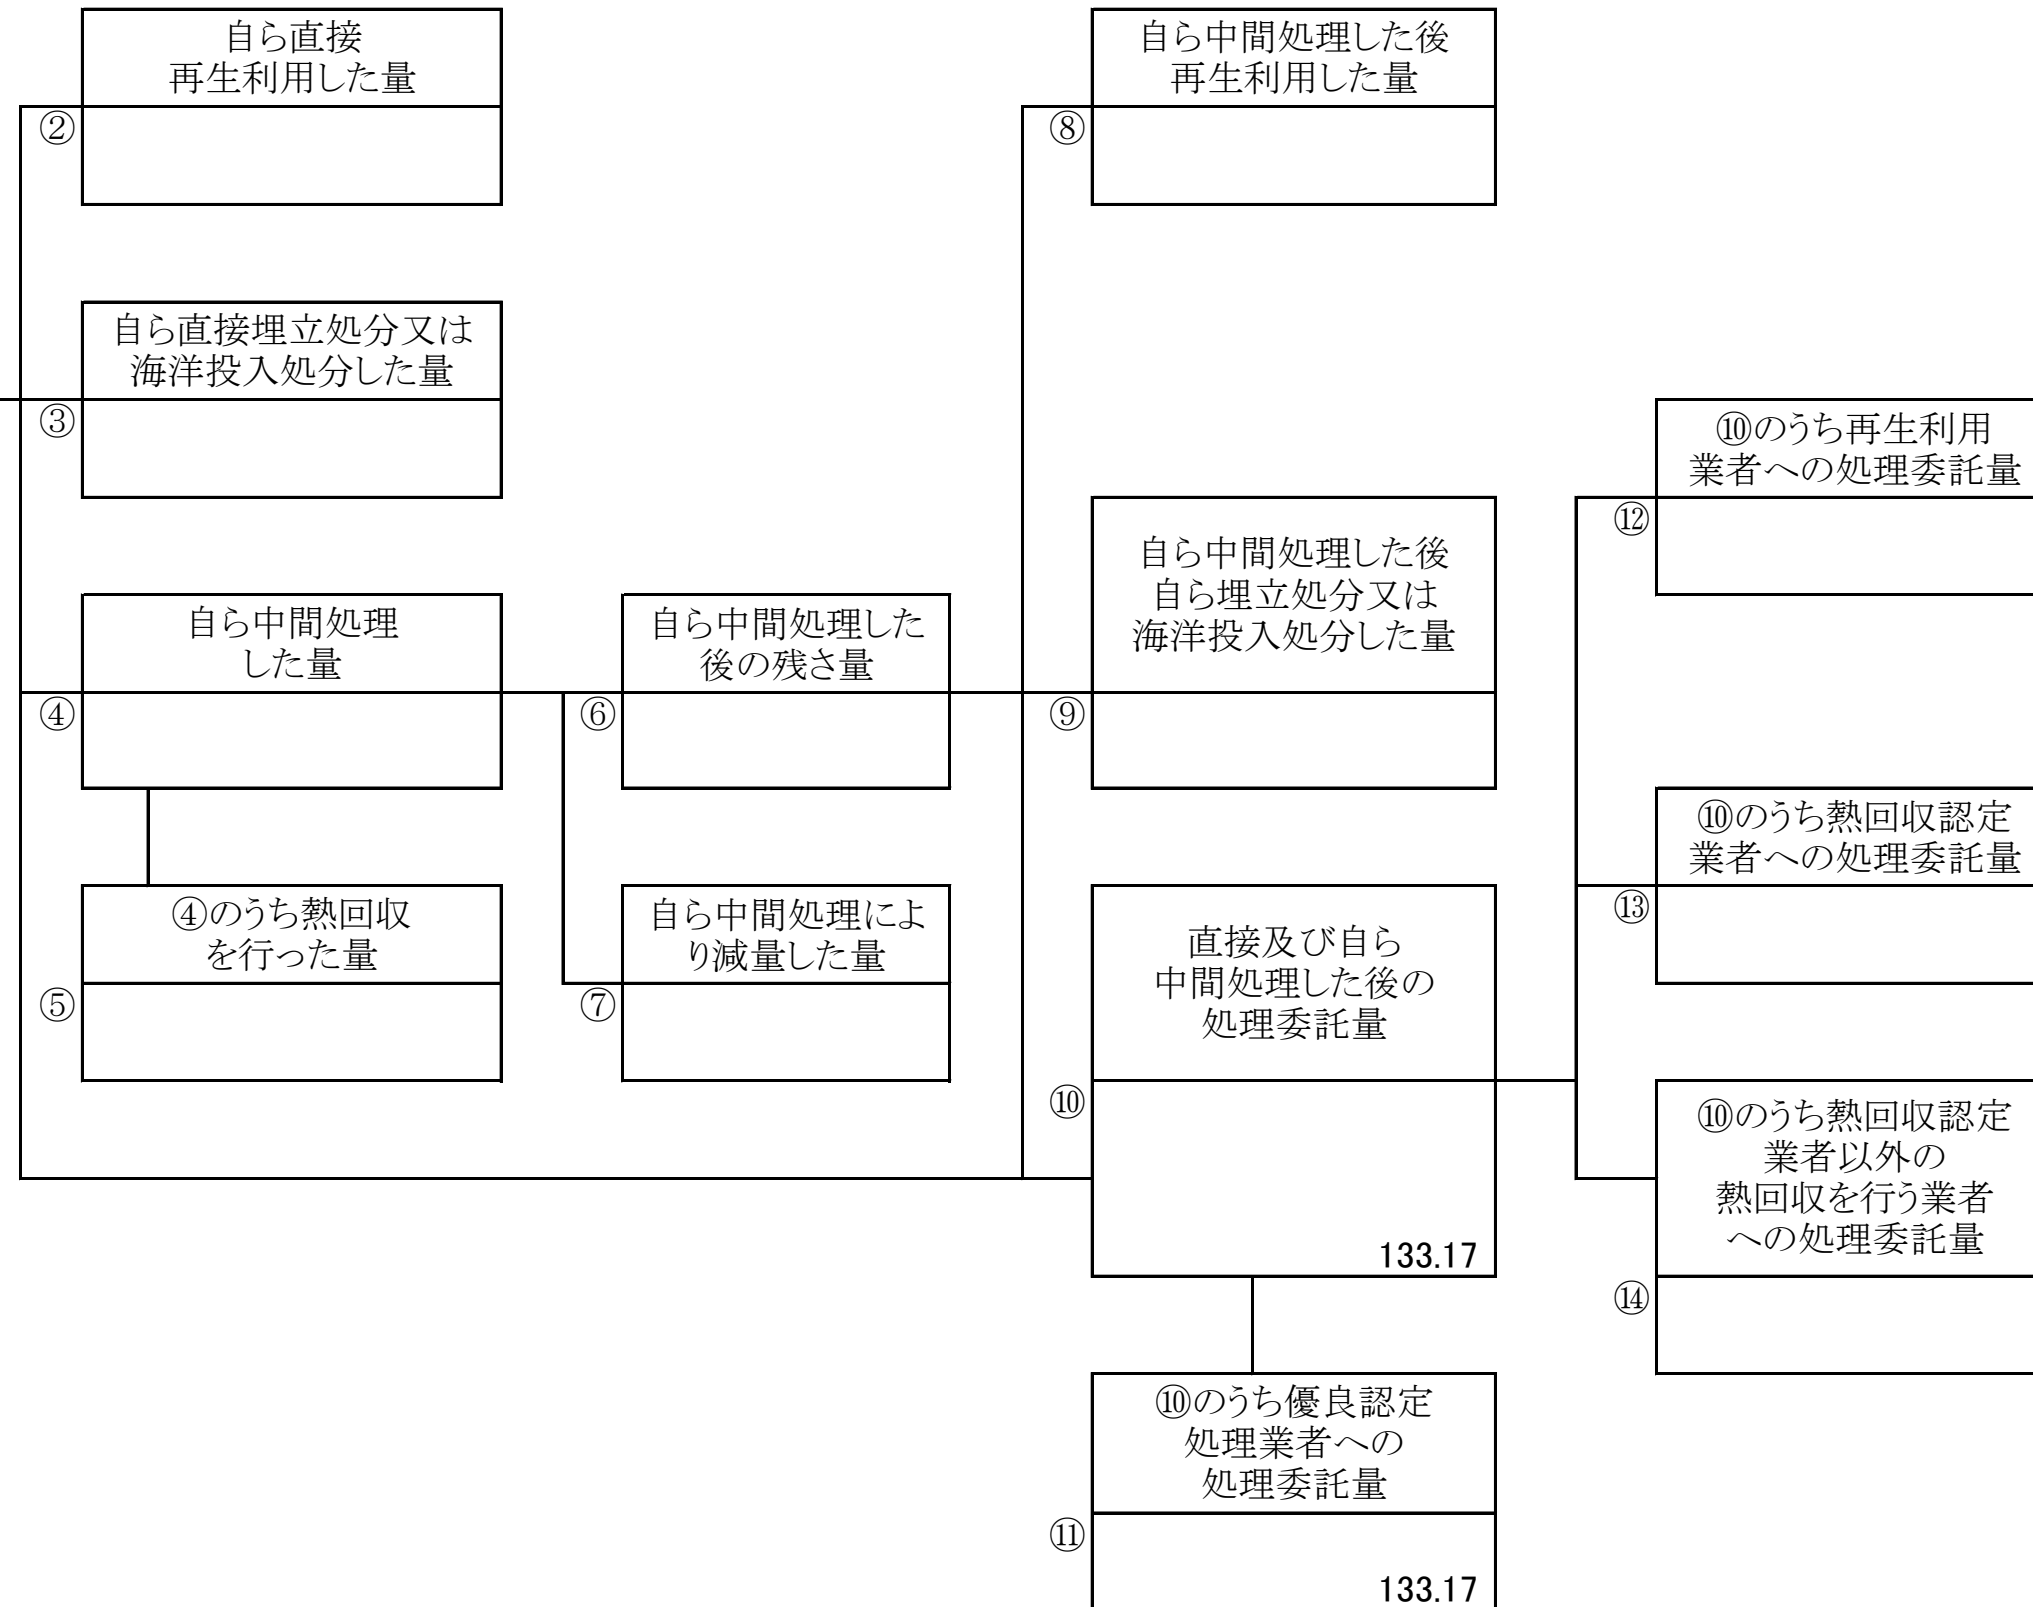 自ら直接
再生利用した量
②
自ら直接埋立処分又は
海洋投入処分した量
③
自ら中間処理
した量
④
④のうち熱回収
を行った量
⑤
自ら中間処理した
後の残さ量
⑥
自ら中間処理によ
り減量した量
⑦
自ら中間処理した後
再生利用した量
⑧
自ら中間処理した後
自ら埋立処分又は
海洋投入処分した量
⑨
直接及び自ら
中間処理した後の
処理委託量
⑩
133.17
⑩のうち優良認定
処理業者への
処理委託量
⑪
133.17
⑩のうち再生利用
業者への処理委託量
⑫
⑩のうち熱回収認定
業者への処理委託量
⑬
⑩のうち熱回収認定
業者以外の
熱回収を行う業者
への処理委託量
⑭